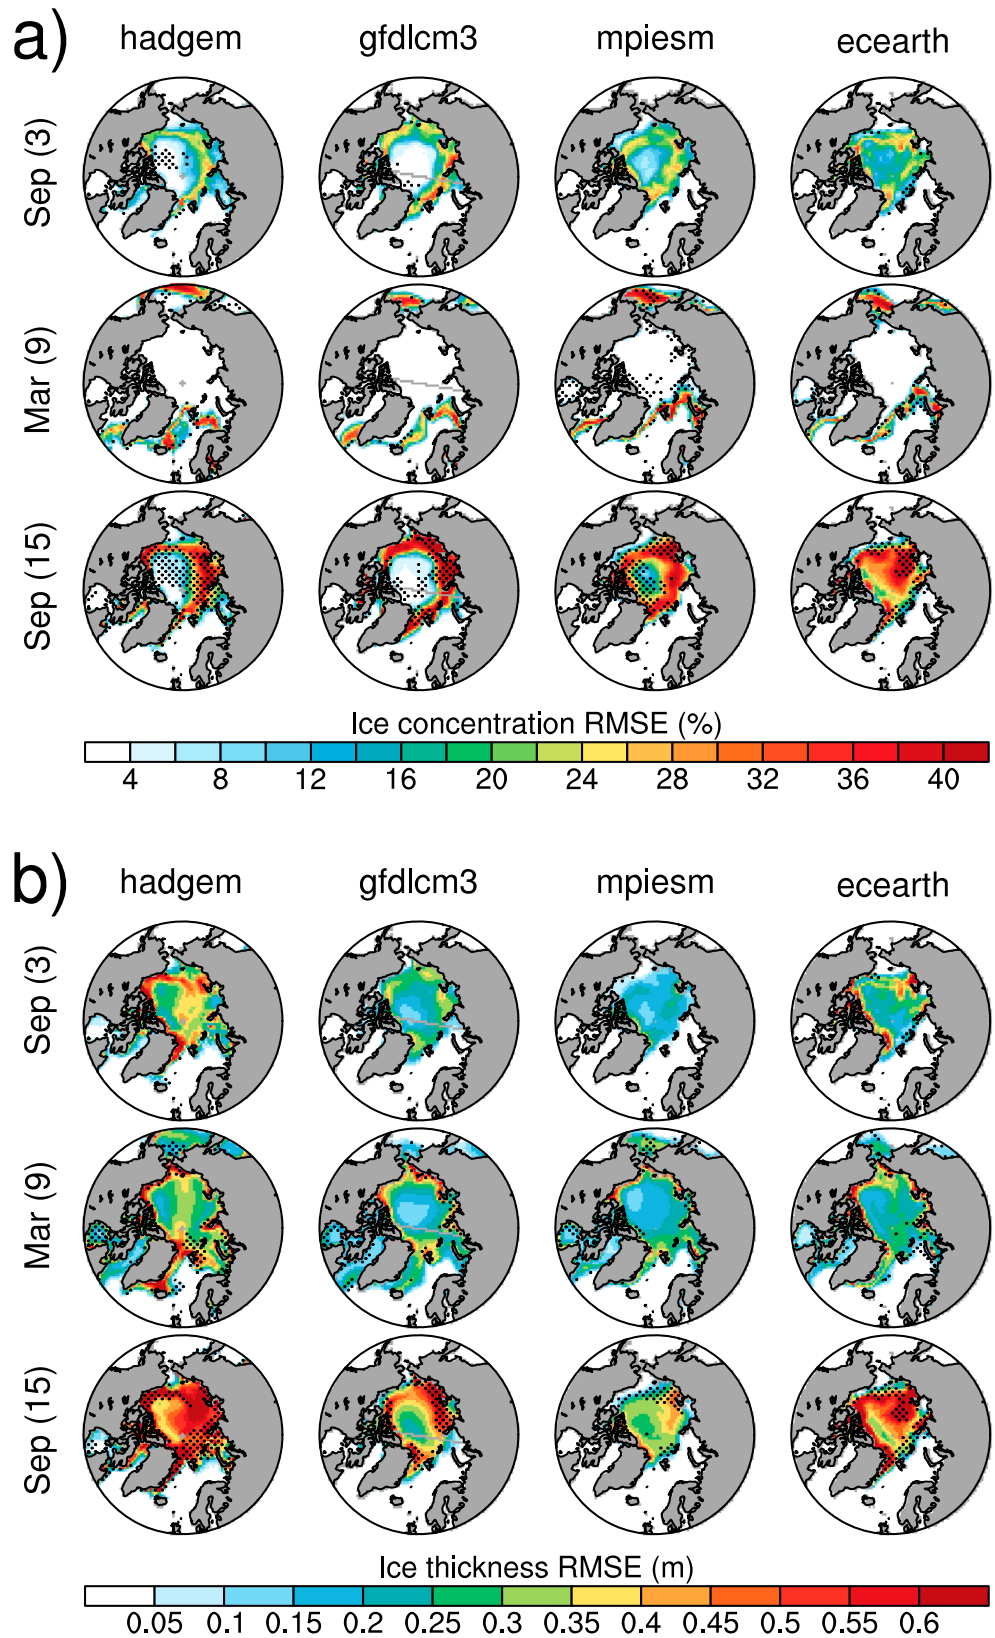 a)
hadgem gfdlcm3 mpiesm ecearth
Sep (3)
Mar (9)
Sep (15)
Ice concentration RMSE (%)
4 8 12 16 20 24 28 32 36 40
b)
hadgem gfdlcm3 mpiesm ecearth
Sep (3)
Mar (9)
Sep (15)
Ice thickness RMSE (m)
0.05 0.1 0.15 0.2 0.25 0.3 0.35 0.4 0.45 0.5 0.55 0.6